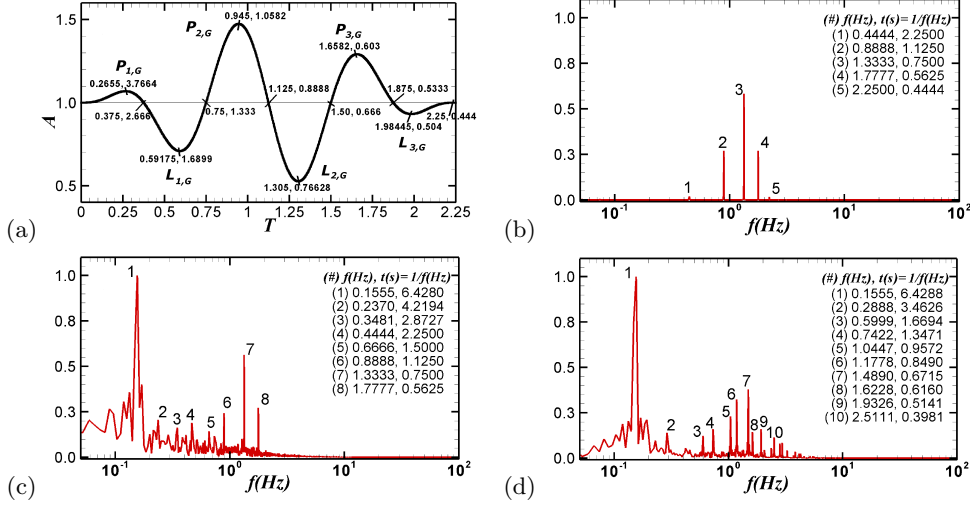 1.5
1.0
0.5
A
P1,G
0.2655, 3.7664
0.375, 2.666
0.59175, 1.6899
L1,G
0.945, 1.0582
P2,G
0.75, 1.333
1.125, 0.8888
1.305, 0.76628
L2,G
P3,G
1.6582, 0.603
1.50, 0.666
1.875, 0.5333
1.98445, 0.504
L3,G
2.25, 0.444
0 0.25 0.5 0.75 1 1.25 1.5 1.75 2 2.25
T
(a)
1.0
0.8
0.5
0.3
0.0
(#) f(Hz), t(s)=1/f(Hz)
(1) 0.4444, 2.2500
(2) 0.8888, 1.1250
(3) 1.3333, 0.7500
(4) 1.7777, 0.5625
(5) 2.2500, 0.4444
1 2 3 4 5
10-1 100 101 102
f(Hz)
(b)
1.0
0.8
0.5
0.3
0.0
(#) f(Hz), t(s)=1/f(Hz)
(1) 0.1555, 6.4280
(2) 0.2370, 4.2194
(3) 0.3481, 2.8727
(4) 0.4444, 2.2500
(5) 0.6666, 1.5000
(6) 0.8888, 1.1250
(7) 1.3333, 0.7500
(8) 1.7777, 0.5625
1 2 3 4 5 6 7 8
10-1 100 101 102
f(Hz)
(c)
1.0
0.8
0.5
0.3
0.0
(#) f(Hz), t(s)=1/f(Hz)
(1) 0.1555, 6.4288
(2) 0.2888, 3.4626
(3) 0.5999, 1.6694
(4) 0.7422, 1.3471
(5) 1.0447, 0.9572
(6) 1.1778, 0.8490
(7) 1.4890, 0.6715
(8) 1.6228, 0.6160
(9) 1.9326, 0.5141
(10) 2.5111, 0.3981
1 2 3 4 5 6 7 8 9 10
10-1 100 101 102
f(Hz)
(d)